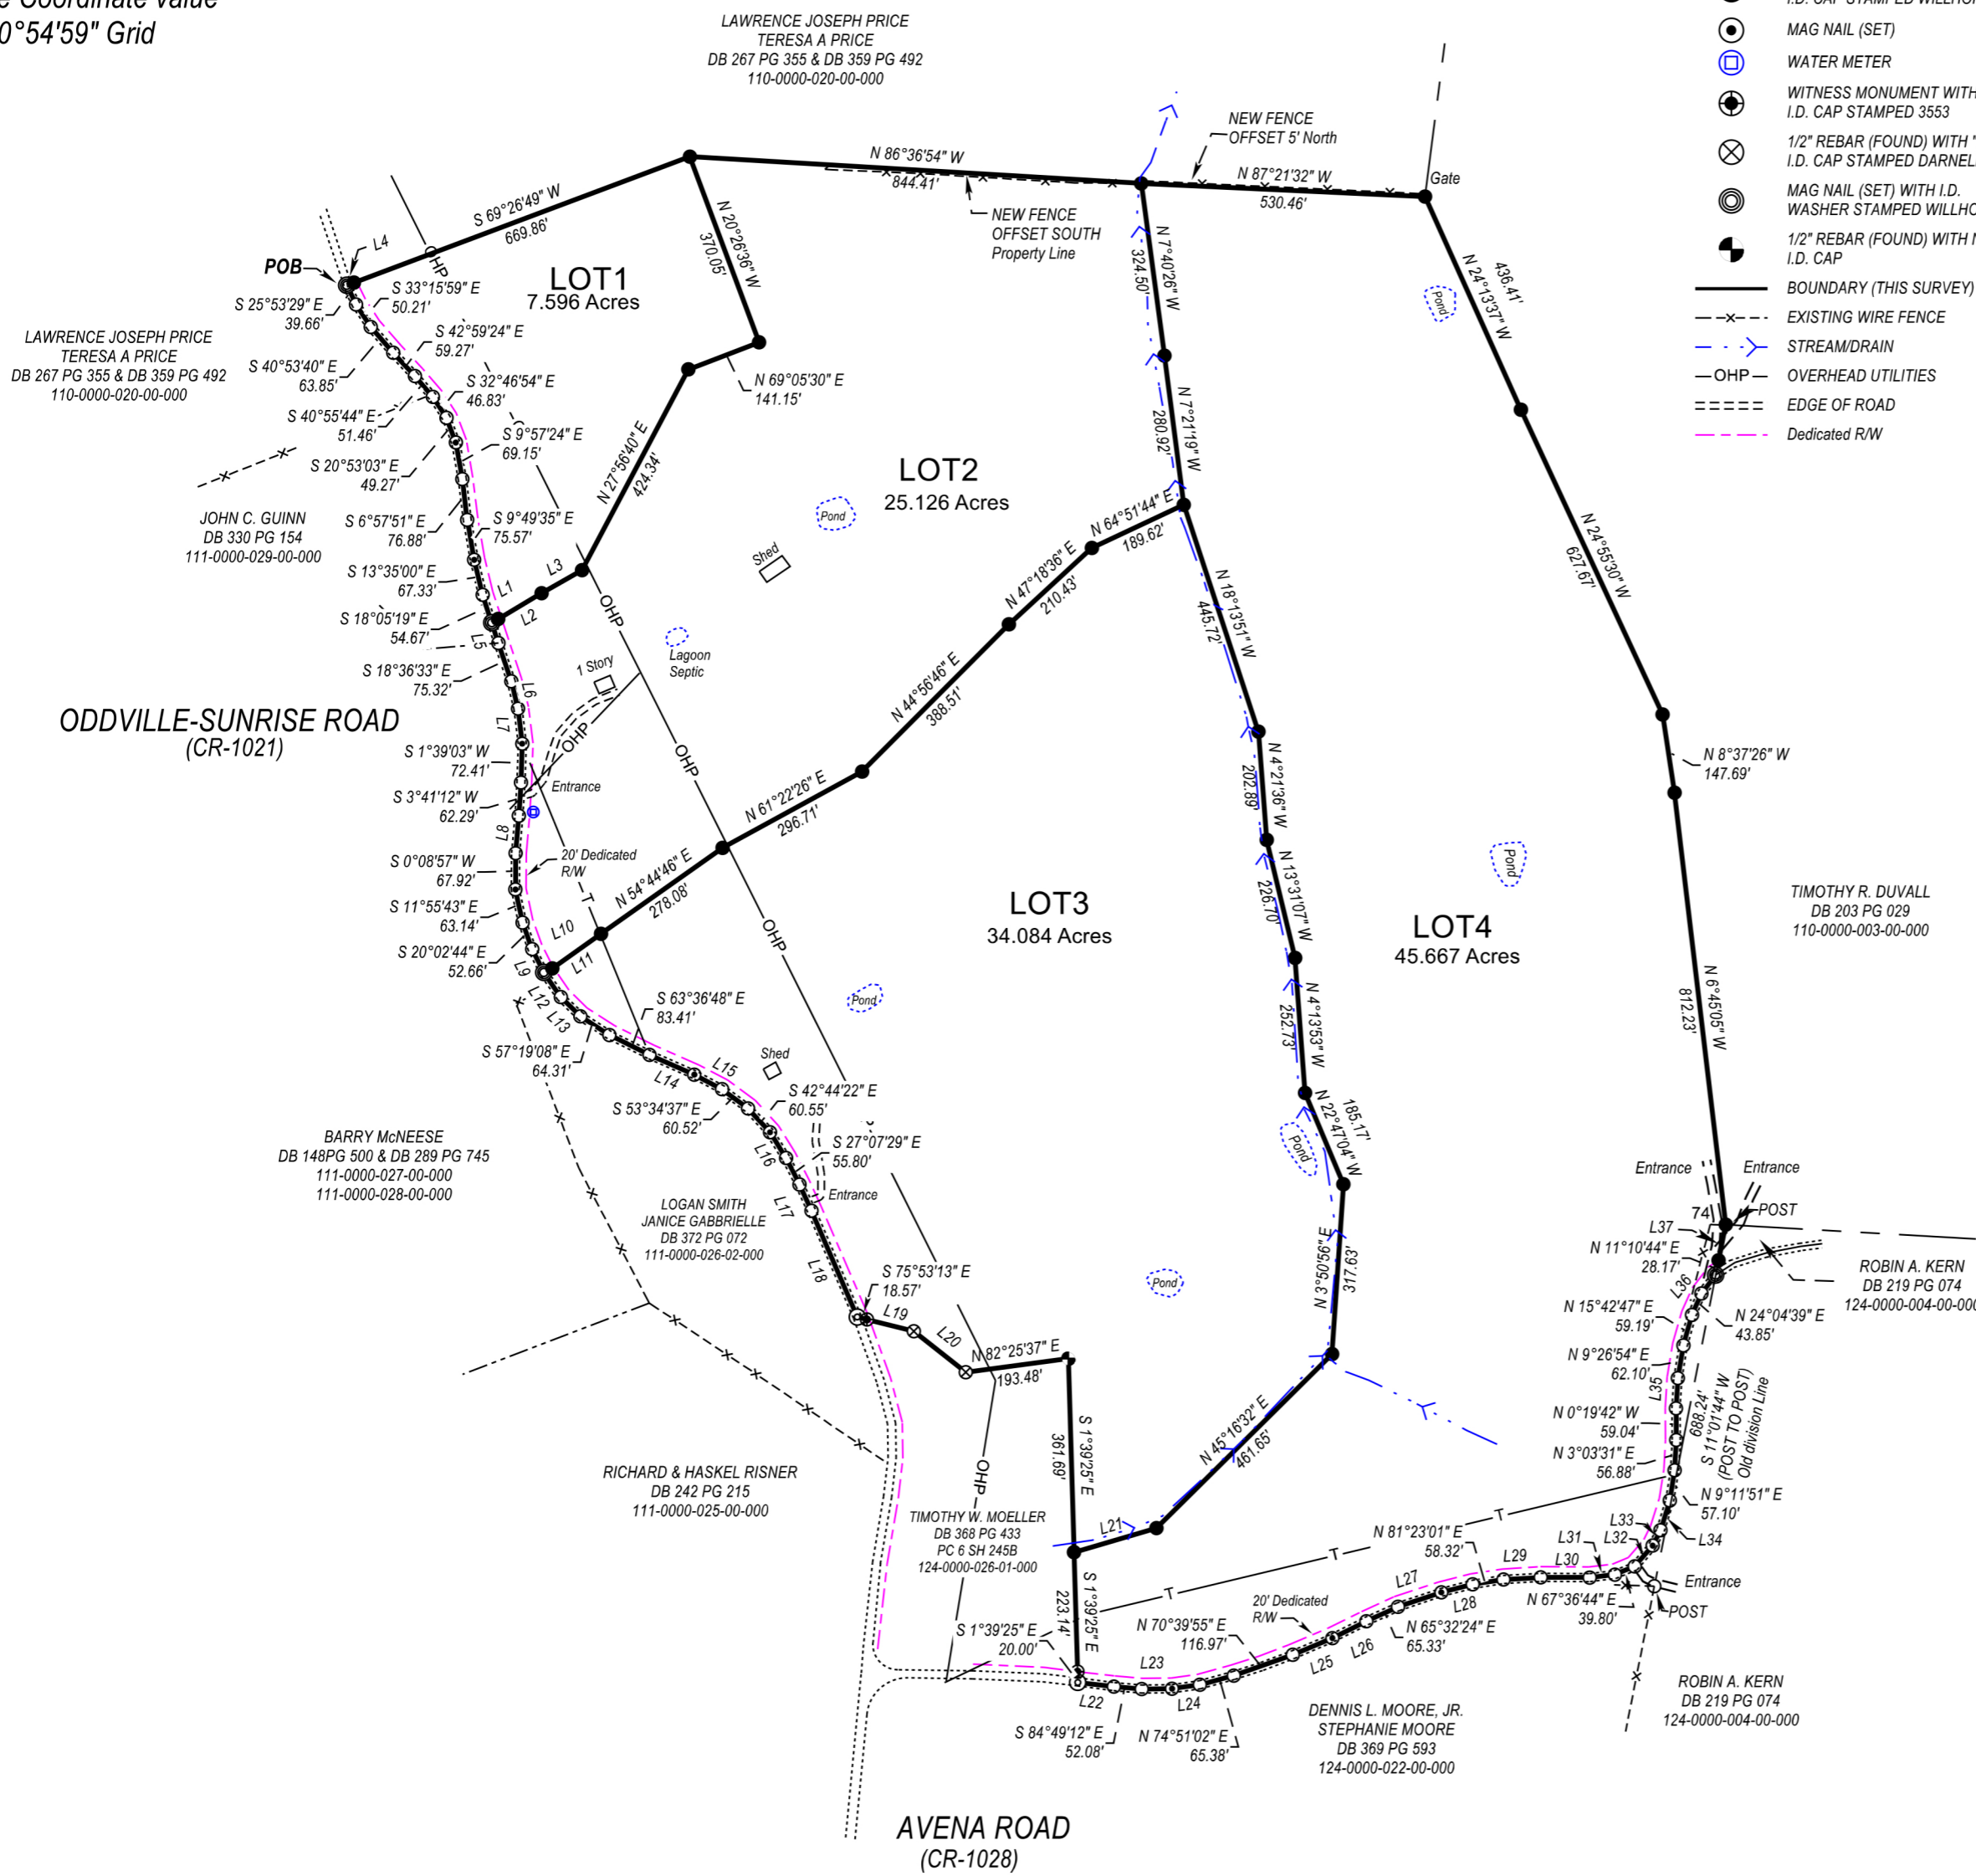 0°54'59" Grid
LAWRENCE JOSEPH PRICE
TERESA A PRICE
DB 267 PG 355 & DB 359 PG 492
110-0000-020-00-000
MAG NAIL (SET)
WATER METER
WITNESS MONUMENT WITH
I.D. CAP STAMPED 3553
1/2" REBAR (FOUND) WITH
I.D. CAP STAMPED
MAG NAIL (SET) WITH I.D.
WASHER STAMPED
1/2" REBAR (FOUND) WITH
I.D. CAP
BOUNDARY (THIS SURVEY)
EXISTING WIRE FENCE
STREAM/DRAIN
OHP OVERHEAD UTILITIES
EDGE OF ROAD
Dedicated R/W
NEW FENCE
OFFSET 5' North
N 86°36'54" W
844.41'
N 87°21'32" W
530.46'
Gate
NEW FENCE
OFFSET SOUTH
Property Line
S 69°26'49" W
669.86'
OHP
L4
POB
N 20°26'36" W
370.05'
LOT1
7.596 Acres
S 25°53'29" E
39.66'
S 33°15'59" E
50.21'
S 42°59'24" E
59.27'
LAWRENCE JOSEPH PRICE
TERESA A PRICE
DB 267 PG 355 & DB 359 PG 492
110-0000-020-00-000
S 40°53'40" E
63.85'
S 32°46'54" E
46.83'
S 40°55'44" E
51.46'
S 9°57'24" E
69.15'
S 20°53'03" E
49.27'
N 69°05'30" E
141.15'
N 27°56'40" E
424.34'
JOHN C. GUINN
DB 330 PG 154
111-0000-029-00-000
S 6°57'51" E
76.88'
S 9°49'35" E
75.57'
S 13°35'00" E
67.33'
S 18°05'19" E
54.67'
L1
L2
L3
L5
S 18°36'33" E
75.32'
L6
L7
LOT2
25.126 Acres
Pond
Shed
Lagoon
Septic
1 Story
OHP
OHP
OHP
N 7°40'26" W
324.50'
N 7°21'19" W
280.92'
N 64°51'44" E
189.62'
N 47°18'36" E
210.43'
N 44°56'46" E
388.51'
N 61°22'26" E
296.71'
N 54°44'46" E
278.08'
Pond
N 24°13'37" W
436.41'
N 24°55'30" W
627.67'
N 18°13'51" W
445.72'
ODDVILLE-SUNRISE ROAD
(CR-1021)
S 1°39'03" W
72.41'
S 3°41'12" W
62.29'
Entrance
L8
20' Dedicated
R/W
T
S 0°08'57" W
67.92'
S 11°55'43" E
63.14'
S 20°02'44" E
52.66'
L9
L10
L11
L12
L13
OHP
LOT3
34.084 Acres
N 4°21'36" W
202.89'
N 13°31'07" W
226.70'
N 4°13'53" W
252.73'
N 22°47'04" W
185.17'
N 8°37'26" W
147.69'
Pond
LOT4
45.667 Acres
TIMOTHY R. DUVALL
DB 203 PG 029
110-0000-003-00-000
N 6°45'05" W
812.23'
Pond
Shed
S 63°36'48" E
83.41'
S 57°19'08" E
64.31'
L14
L15
S 53°34'37" E
60.52'
S 42°44'22" E
60.55'
S 27°07'29" E
55.80'
L16
L17
Entrance
L18
Pond
BARRY McNEESE
DB 148PG 500 & DB 289 PG 745
111-0000-027-00-000
111-0000-028-00-000
LOGAN SMITH
JANICE GABBRIELLE
DB 372 PG 072
111-0000-026-02-000
Entrance
Entrance
74
POST
L37
N 11°10'44" E
28.17'
L36
ROBIN A. KERN
DB 219 PG 074
124-0000-004-00-000
N 15°42'47" E
59.19'
N 24°04'39" E
43.85'
N 9°26'54" E
62.10'
L35
N 0°19'42" W
59.04'
N 3°03'31" E
56.88'
688.24'
S 11°01'44" W
(POST TO POST)
Old division Line
N 9°11'51" E
57.10'
S 75°53'13" E
18.57'
L19
L20
N 82°25'37" E
193.48'
Pond
N 3°50'56" E
317.63'
N 45°16'32" E
461.65'
S 1°39'25" E
361.69'
L21
RICHARD & HASKEL RISNER
DB 242 PG 215
111-0000-025-00-000
OHP
TIMOTHY W. MOELLER
DB 368 PG 433
PC 6 SH 245B
124-0000-026-01-000
T
T
T
N 81°23'01" E
58.32'
L27
L28
L29
L30
L31
L32
L33
L34
Entrance
POST
N 67°36'44" E
39.80'
S 1°39'25" E
223.14'
S 1°39'25" E
20.00'
N 70°39'55" E
116.97'
20' Dedicated
R/W
N 65°32'24" E
65.33'
L22
L23
L24
L25
L26
S 84°49'12" E
52.08'
N 74°51'02" E
65.38'
DENNIS L. MOORE, JR.
STEPHANIE MOORE
DB 369 PG 593
124-0000-022-00-000
ROBIN A. KERN
DB 219 PG 074
124-0000-004-00-000
AVENA ROAD
(CR-1028)